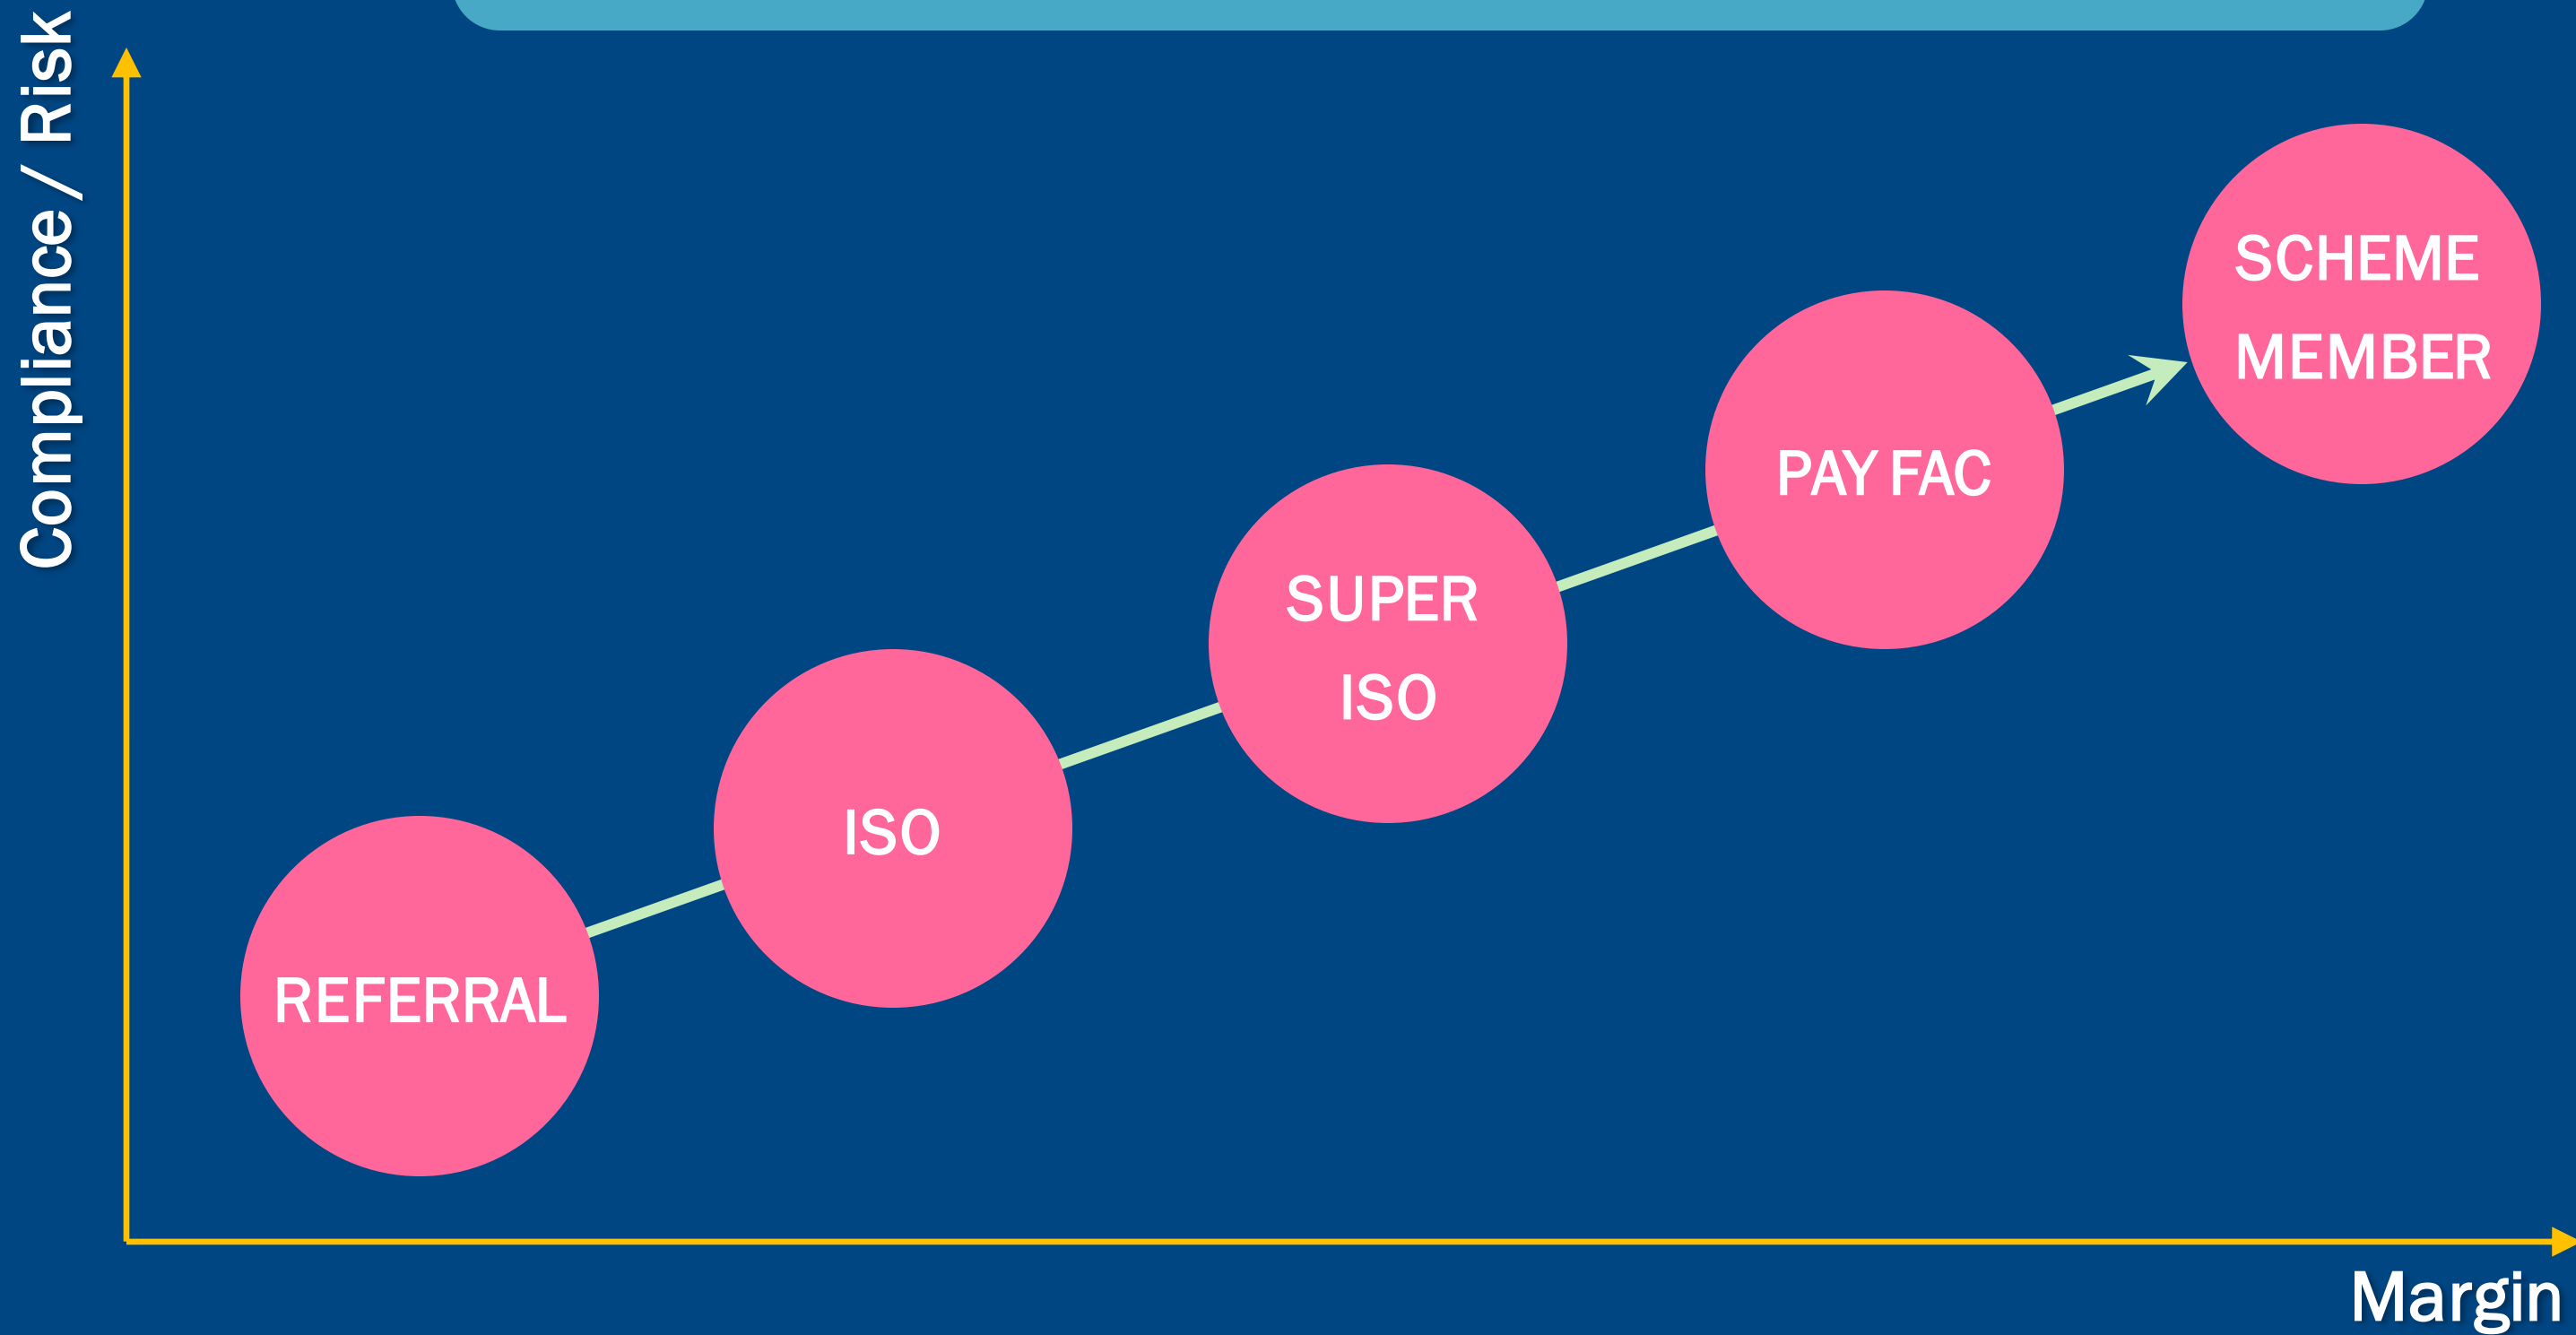 Compliance / Risk
SCHEME
MEMBER
PAY FAC
SUPER
ISO
ISO
REFERRAL
Margin